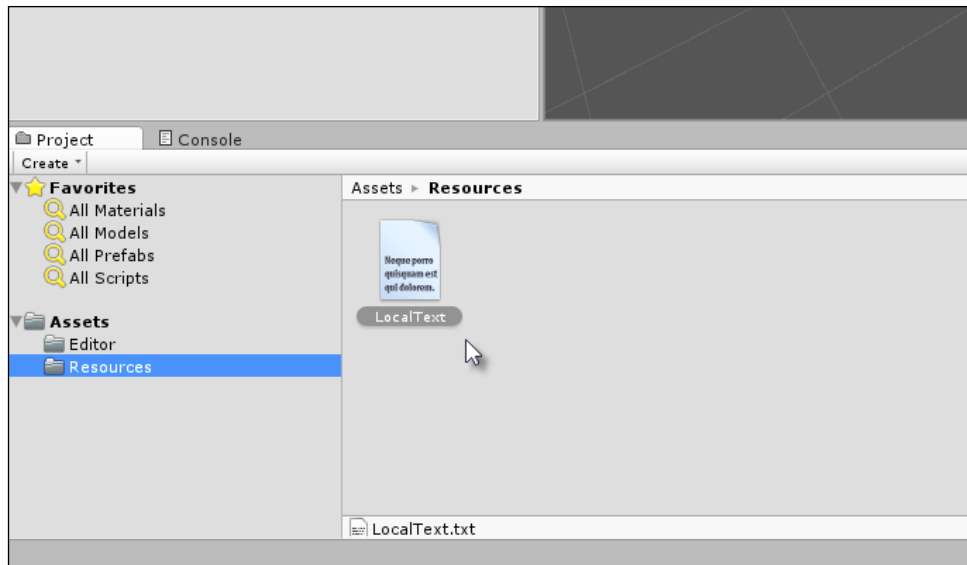 Project
Console
Create
Favorites
All Materials
All Models
All Prefabs
All Scripts
Assets
Editor
Resources
Assets ▸ Resources
Neque porro
quisquam est
qui dolorem.
LocalText
LocalText.txt